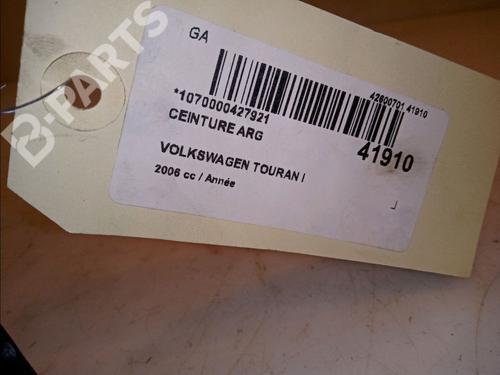 GA
42600701 41910
*1070000427921
CEINTURE ARG
41910
VOLKSWAGEN TOURAN I
2006 cc / Année
B-PARTS